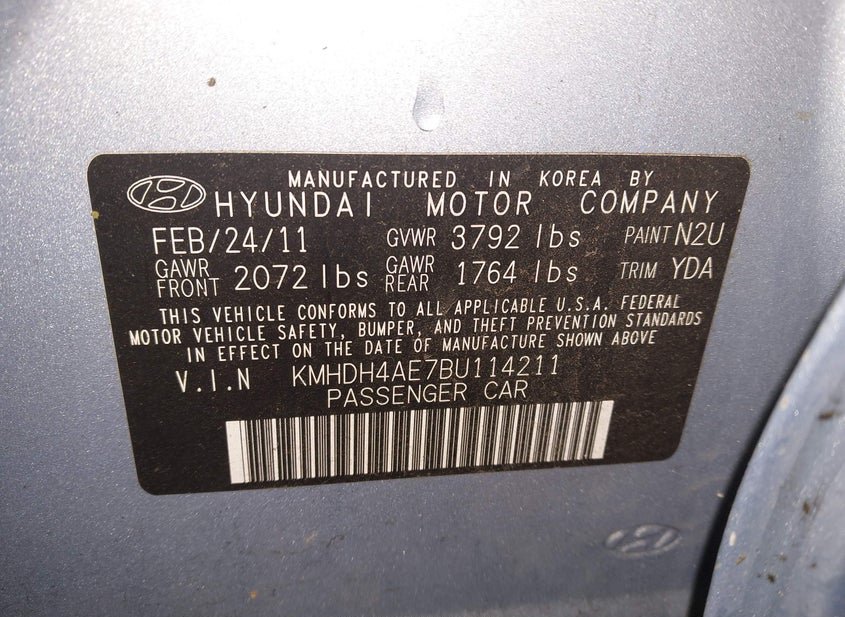 MANUFACTURED IN KOREA BY
HYUNDAI MOTOR COMPANY
FEB/24/11 GVWR 3792 lbs PAINT N2U
GAWR FRONT 2072 lbs GAWR REAR 1764 lbs TRIM YDA
THIS VEHICLE CONFORMS TO ALL APPLICABLE U.S.A. FEDERAL
MOTOR VEHICLE SAFETY, BUMPER, AND THEFT PREVENTION STANDARDS
IN EFFECT ON THE DATE OF MANUFACTURE SHOWN ABOVE
V.I.N KMHDH4AE7BU114211
PASSENGER CAR